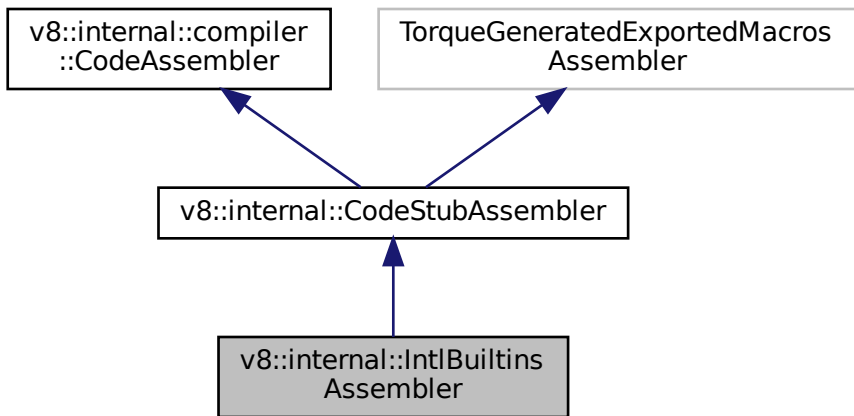 v8::internal::compiler
::CodeAssembler
TorqueGeneratedExportedMacros
Assembler
v8::internal::CodeStubAssembler
v8::internal::IntlBuiltins
Assembler